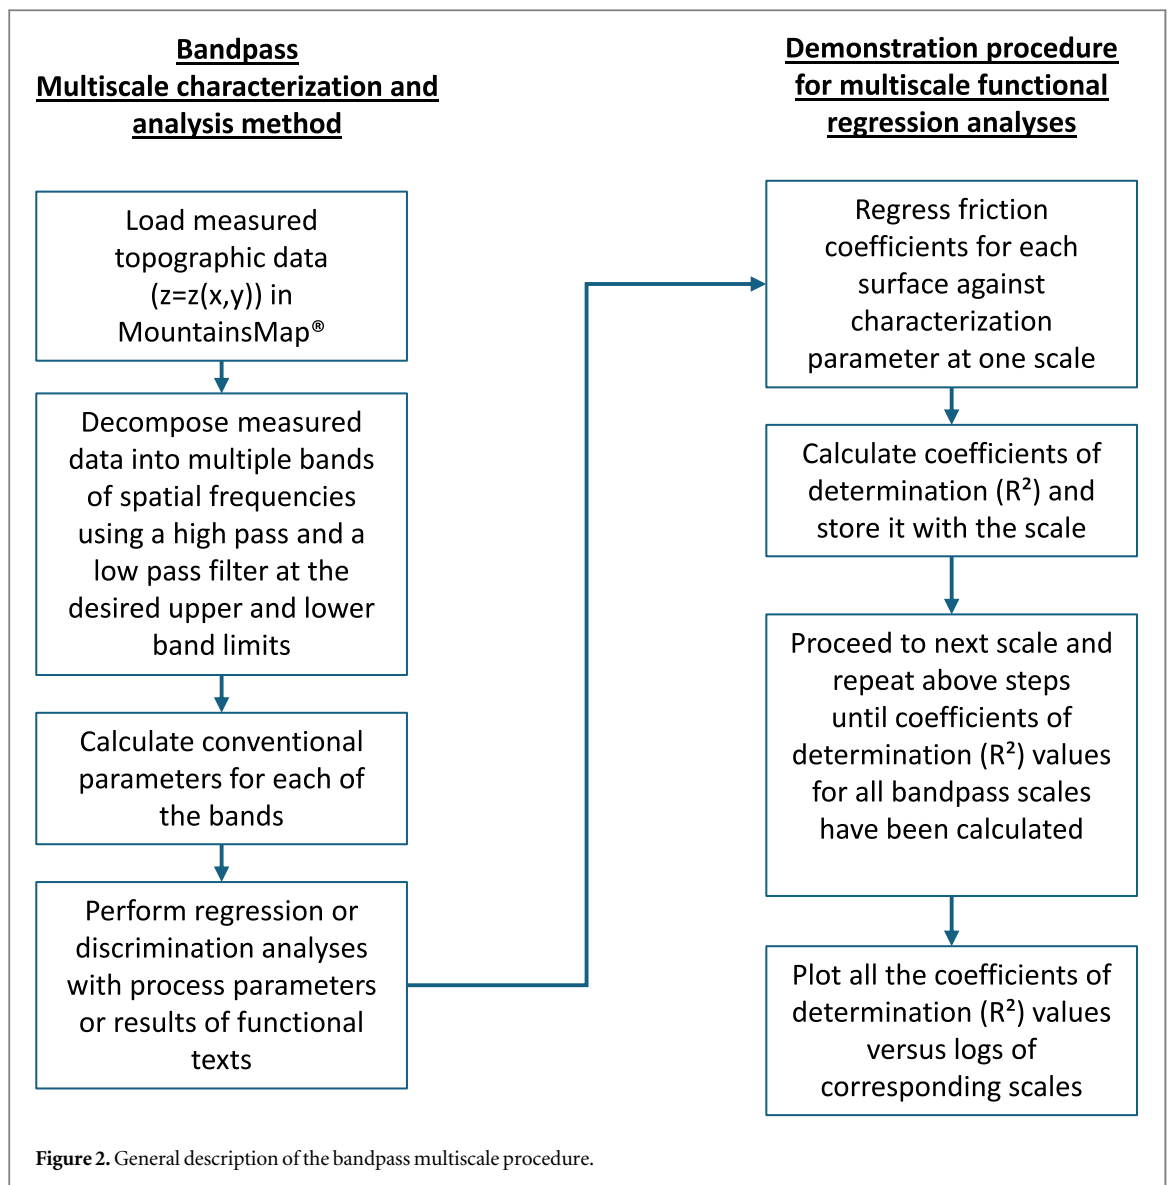 Bandpass
Multiscale characterization and
analysis method
Load measured
topographic data
(z=z(x,y)) in
MountainsMap®
Decompose measured
data into multiple bands
of spatial frequencies
using a high pass and a
low pass filter at the
desired upper and lower
band limits
Calculate conventional
parameters for each of
the bands
Perform regression or
discrimination analyses
with process parameters
or results of functional
texts
Demonstration procedure
for multiscale functional
regression analyses
Regress friction
coefficients for each
surface against
characterization
parameter at one scale
Calculate coefficients of
determination (R²) and
store it with the scale
Proceed to next scale and
repeat above steps
until coefficients of
determination (R²) values
for all bandpass scales
have been calculated
Plot all the coefficients of
determination (R²) values
versus logs of
corresponding scales
Figure 2. General description of the bandpass multiscale procedure.